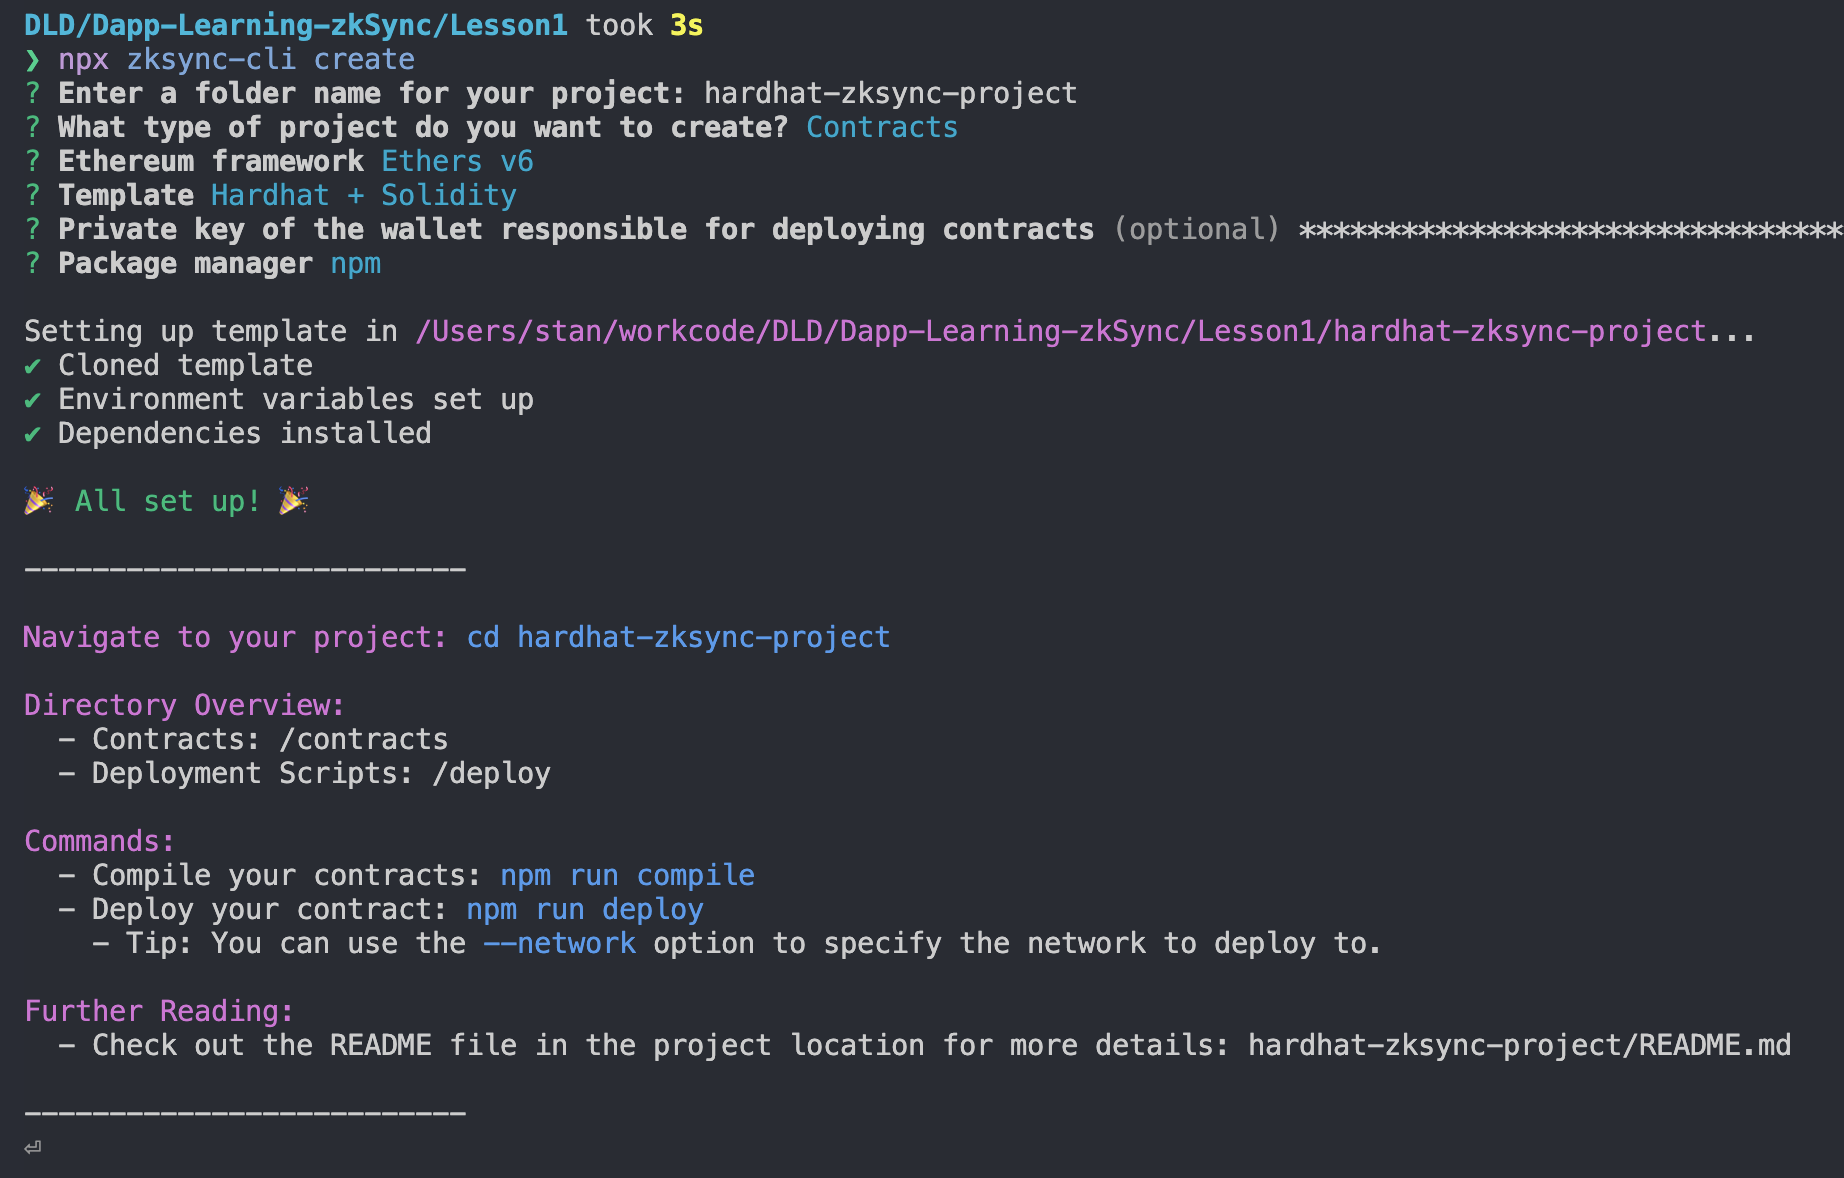 DLD/Dapp-Learning-zkSync/Lesson1 took 3s
❯ npx zksync-cli create
? Enter a folder name for your project: hardhat-zksync-project
? What type of project do you want to create? Contracts
? Ethereum framework Ethers v6
? Template Hardhat + Solidity
? Private key of the wallet responsible for deploying contracts (optional) ********************************
? Package manager npm
Setting up template in /Users/stan/workcode/DLD/Dapp-Learning-zkSync/Lesson1/hardhat-zksync-project...
✔ Cloned template
✔ Environment variables set up
✔ Dependencies installed
🎉 All set up! 🎉
--------------------------
Navigate to your project: cd hardhat-zksync-project
Directory Overview:
- Contracts: /contracts
- Deployment Scripts: /deploy
Commands:
- Compile your contracts: npm run compile
- Deploy your contract: npm run deploy
- Tip: You can use the --network option to specify the network to deploy to.
Further Reading:
- Check out the README file in the project location for more details: hardhat-zksync-project/README.md
--------------------------
⏎